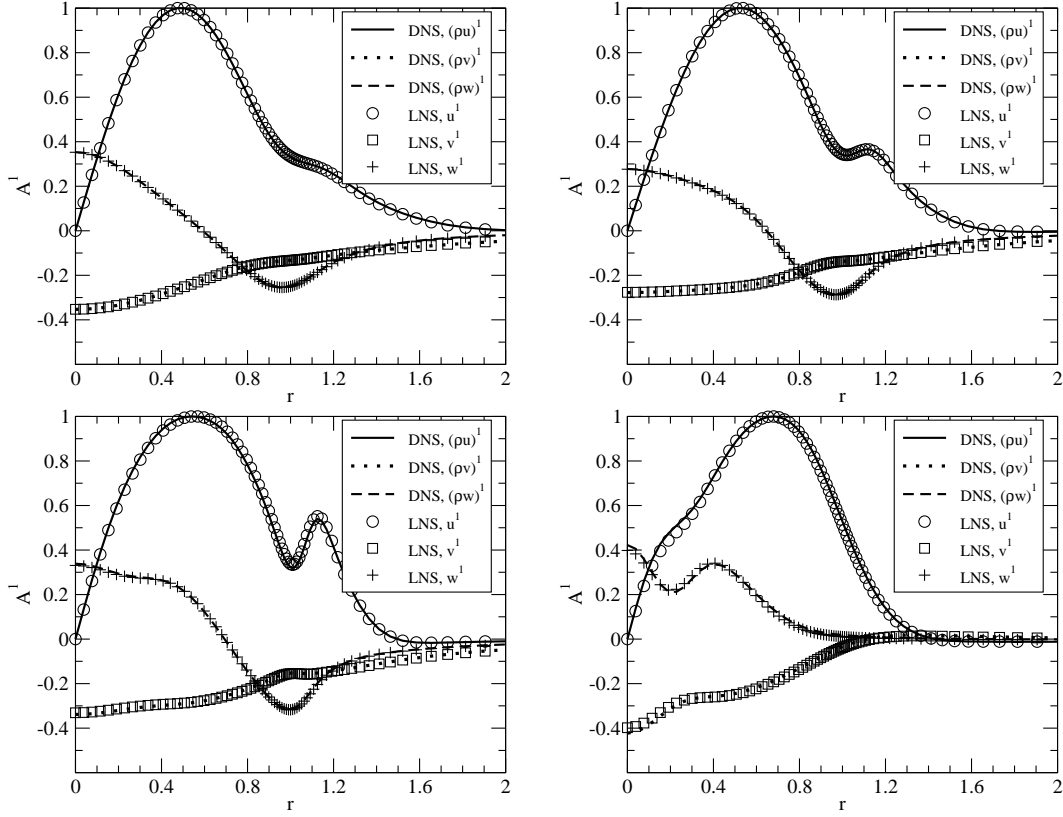 1
0.8
0.6
0.4
0.2
0
-0.2
-0.4
A¹
0 0.4 0.8 1.2 1.6 2
r
DNS, (ρu)¹
DNS, (ρv)¹
DNS, (ρw)¹
LNS, u¹
LNS, v¹
LNS, w¹
1
0.8
0.6
0.4
0.2
0
-0.2
-0.4
A¹
0 0.4 0.8 1.2 1.6 2
r
DNS, (ρu)¹
DNS, (ρv)¹
DNS, (ρw)¹
LNS, u¹
LNS, v¹
LNS, w¹
1
0.8
0.6
0.4
0.2
0
-0.2
-0.4
A¹
0 0.4 0.8 1.2 1.6 2
r
DNS, (ρu)¹
DNS, (ρv)¹
DNS, (ρw)¹
LNS, u¹
LNS, v¹
LNS, w¹
1
0.8
0.6
0.4
0.2
0
-0.2
-0.4
A¹
0 0.4 0.8 1.2 1.6 2
r
DNS, (ρu)¹
DNS, (ρv)¹
DNS, (ρw)¹
LNS, u¹
LNS, v¹
LNS, w¹